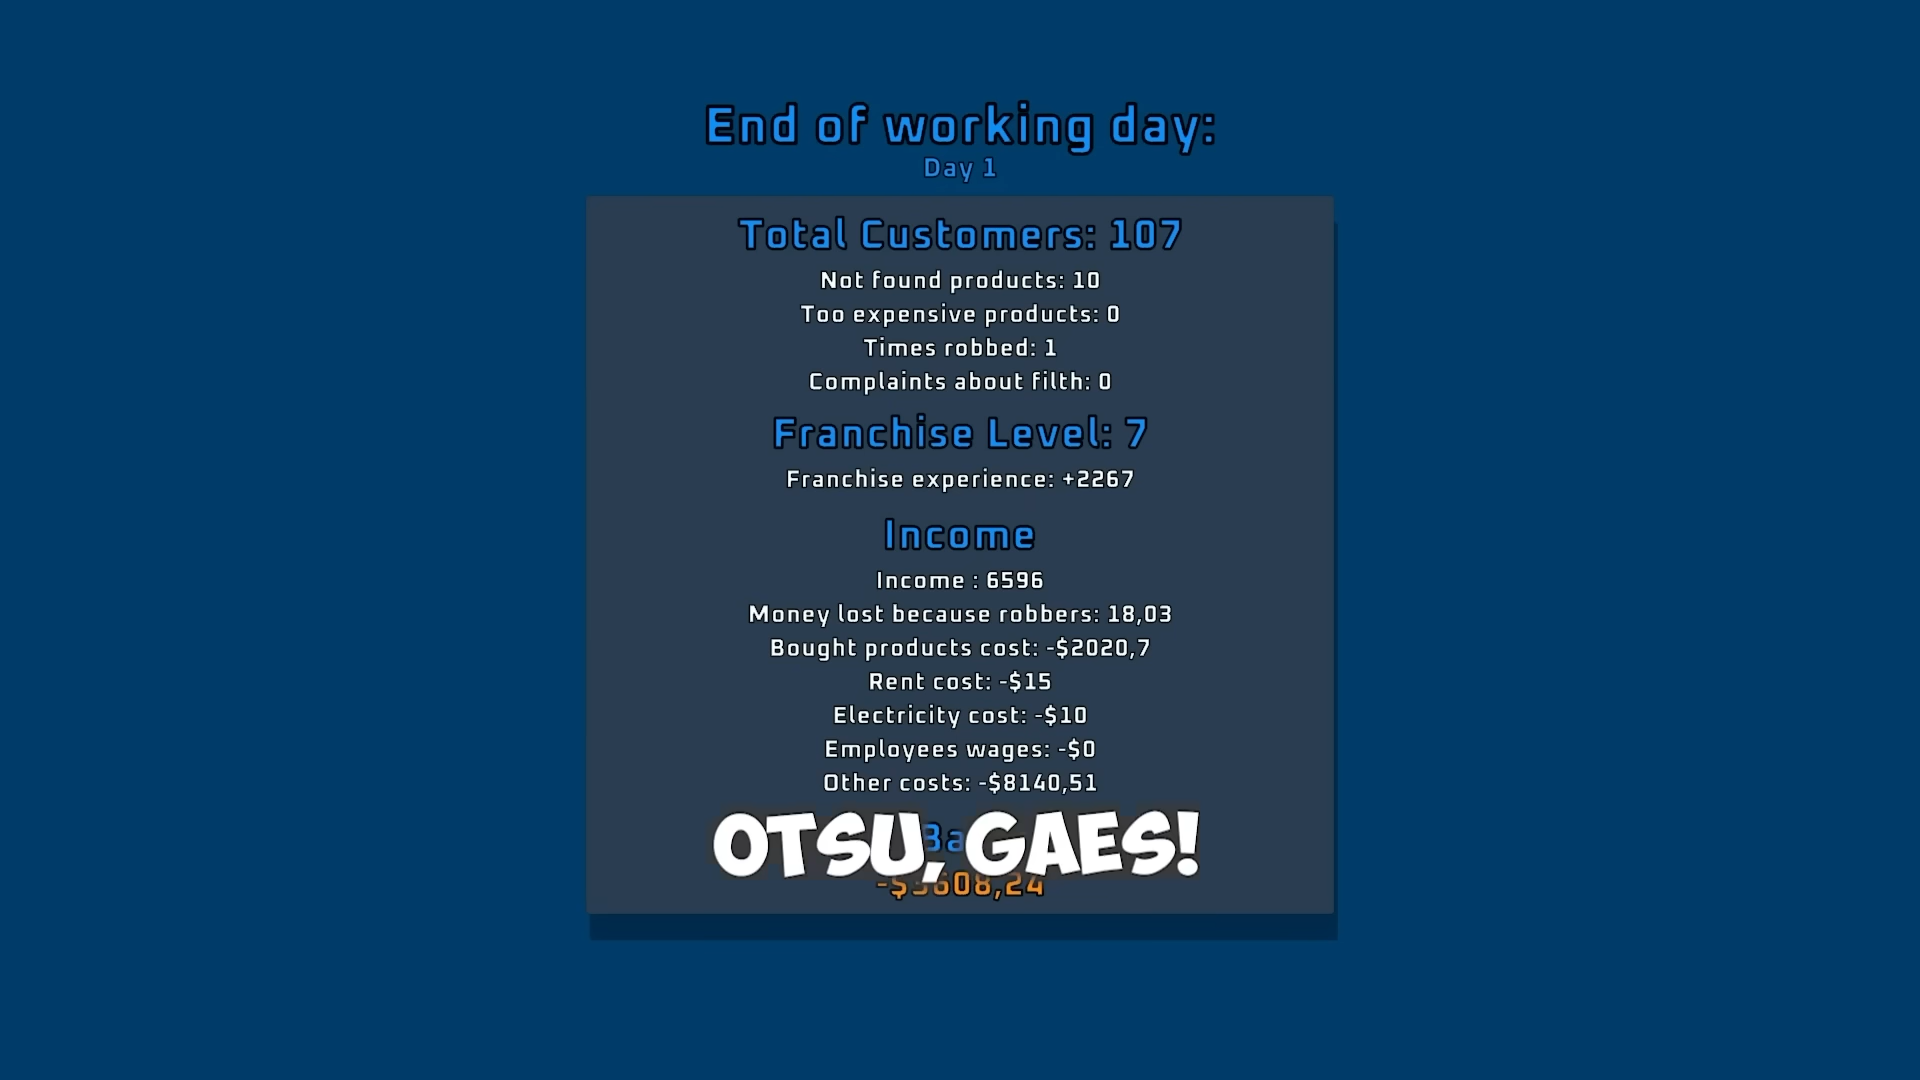 End of working day:
Day 1
Total Customers: 107
Not found products: 10
Too expensive products: 0
Times robbed: 1
Complaints about filth: 0
Franchise Level: 7
Franchise experience: +2267
Income
Income : 6596
Money lost because robbers: 18,03
Bought products cost: -$2020,7
Rent cost: -$15
Electricity cost: -$10
Employees wages: -$0
Other costs: -$8140,51
OTSU, GAES!
-$3608,24